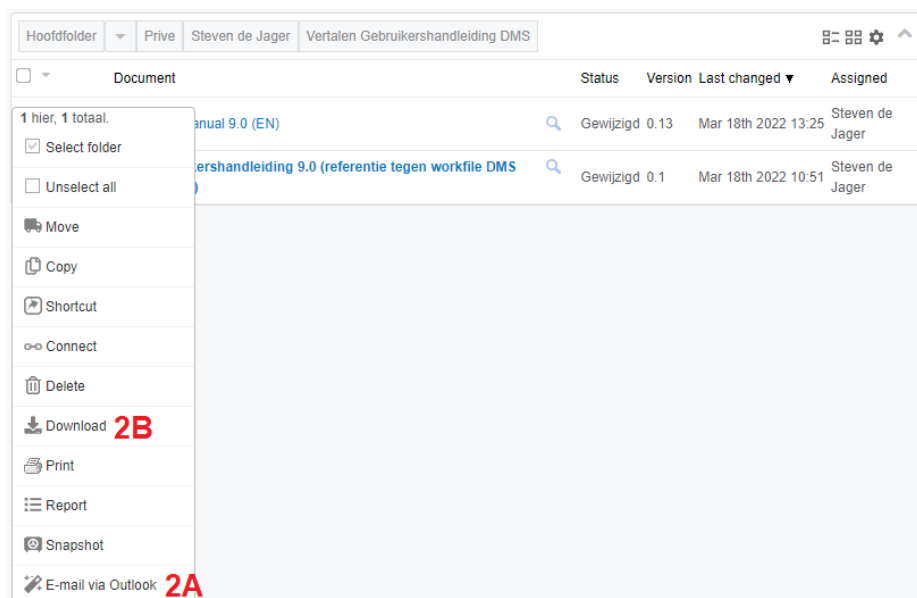 Hoofdfolder Prive Steven de Jager Vertalen Gebruikershandleiding DMS
Document Status Version Last changed ▼ Assigned
1 hier, 1 totaal.
anual 9.0 (EN) Gewijzigd 0.13 Mar 18th 2022 13:25 Steven de
Jager
Select folder
ershandleiding 9.0 (referentie tegen workfile DMS
) Gewijzigd 0.1 Mar 18th 2022 10:51 Steven de
Jager
Unselect all
Move
Copy
Shortcut
Connect
Delete
Download 2B
Print
Report
Snapshot
E-mail via Outlook 2A